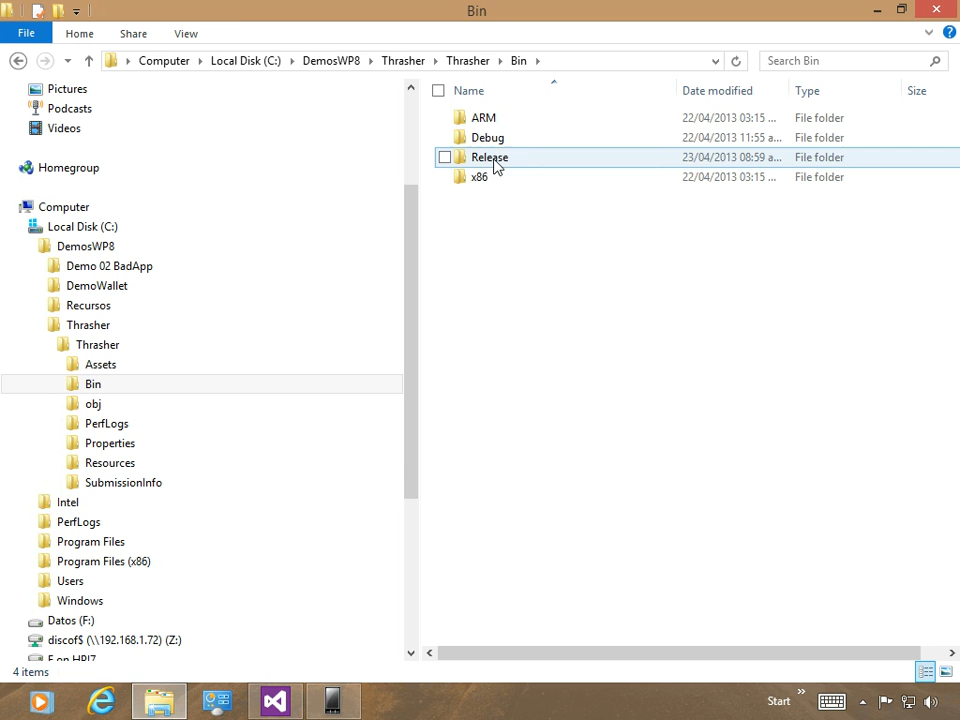 Bin
File Home Share View
Computer Local Disk (C:) DemosWP8 Thrasher Thrasher Bin
Search Bin
Pictures
Podcasts
Videos
Homegroup
Computer
Local Disk (C:)
DemosWP8
Demo 02 BadApp
DemoWallet
Recursos
Thrasher
Thrasher
Assets
Bin
obj
PerfLogs
Properties
Resources
SubmissionInfo
Intel
PerfLogs
Program Files
Program Files (x86)
Users
Windows
Datos (F:)
discof$ (\\192.168.1.72) (Z:)
Name Date modified Type Size
ARM 22/04/2013 03:15 ... File folder
Debug 22/04/2013 11:55 a... File folder
Release 23/04/2013 08:59 a... File folder
x86 22/04/2013 03:15 ... File folder
4 items
Start